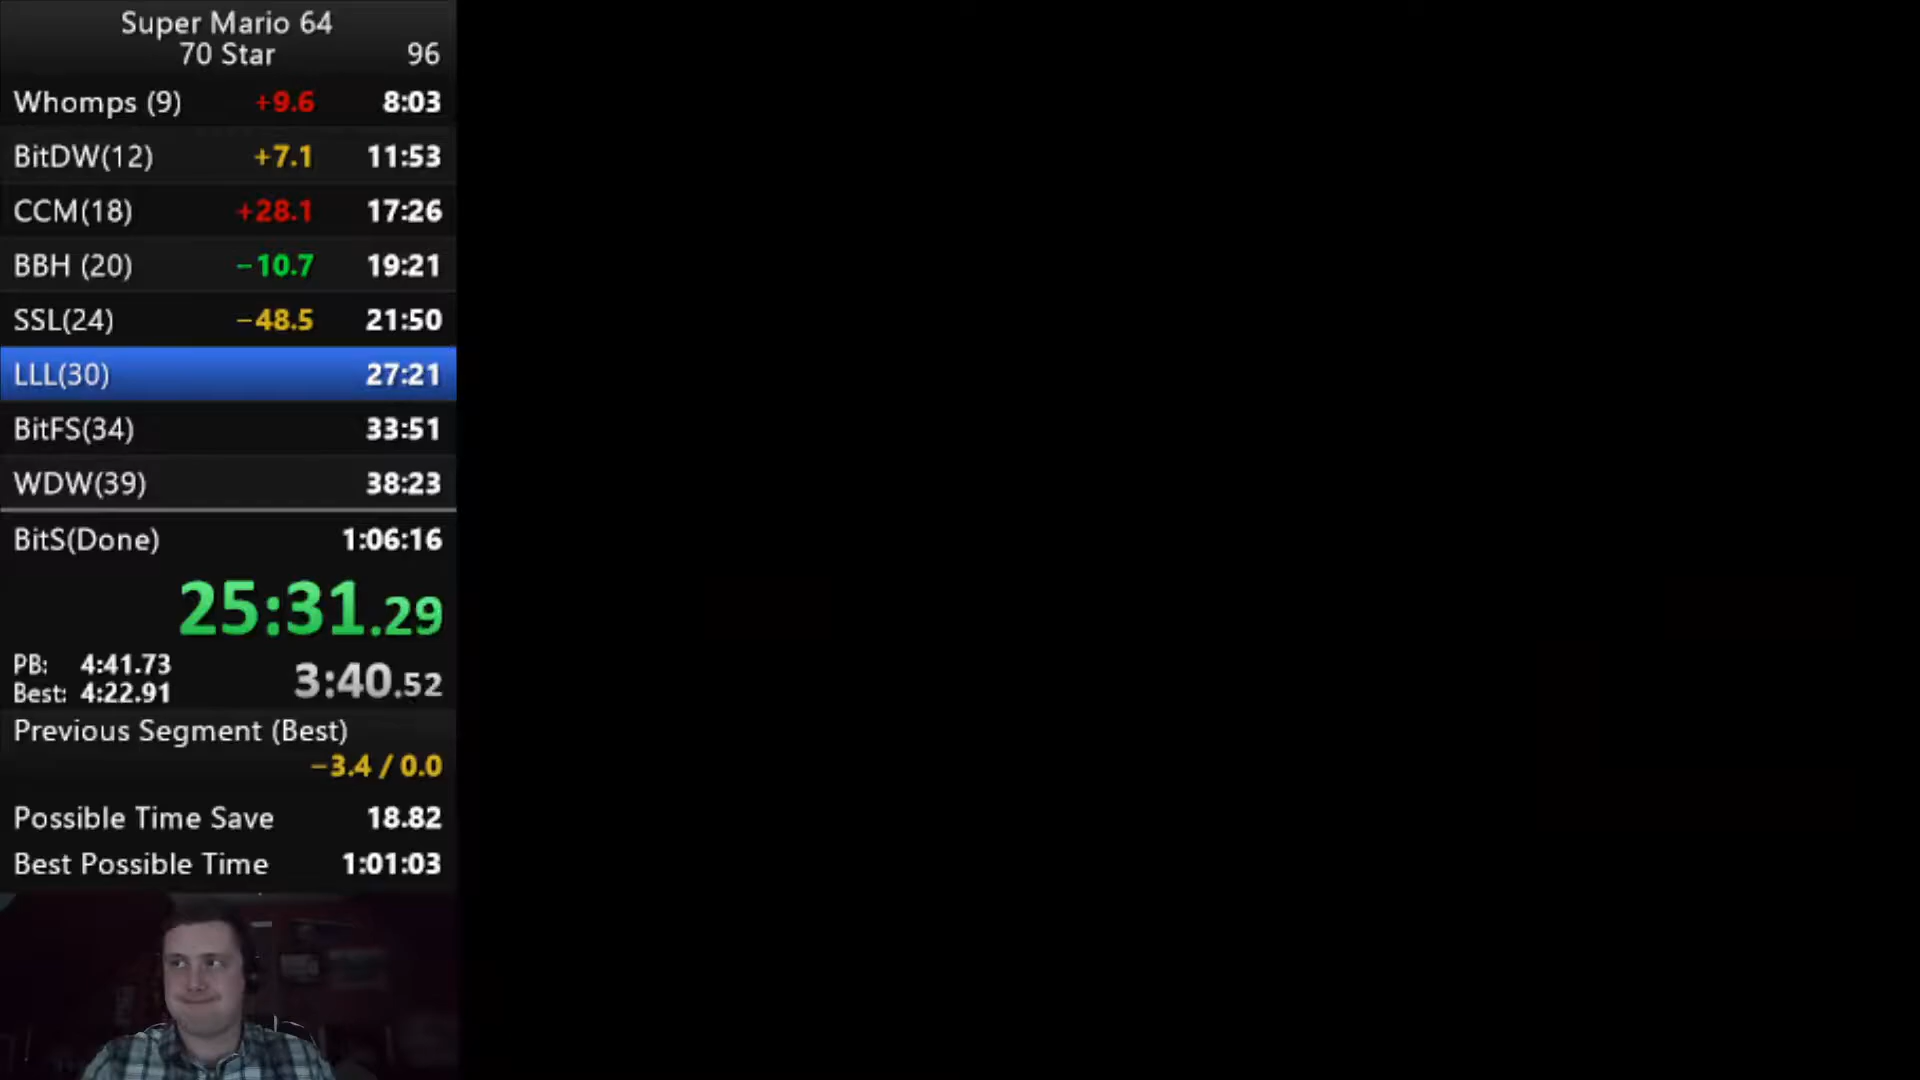 Super Mario 64
70 Star 96
Whomps (9) +9.6 8:03
BitDW(12) +7.1 11:53
CCM(18) +28.1 17:26
BBH (20) −10.7 19:21
SSL(24) −48.5 21:50
LLL(30) 27:21
BitFS(34) 33:51
WDW(39) 38:23
BitS(Done) 1:06:16
25:31.29
PB: 4:41.73 3:40.52
Best: 4:22.91
Previous Segment (Best)
−3.4 / 0.0
Possible Time Save 18.82
Best Possible Time 1:01:03